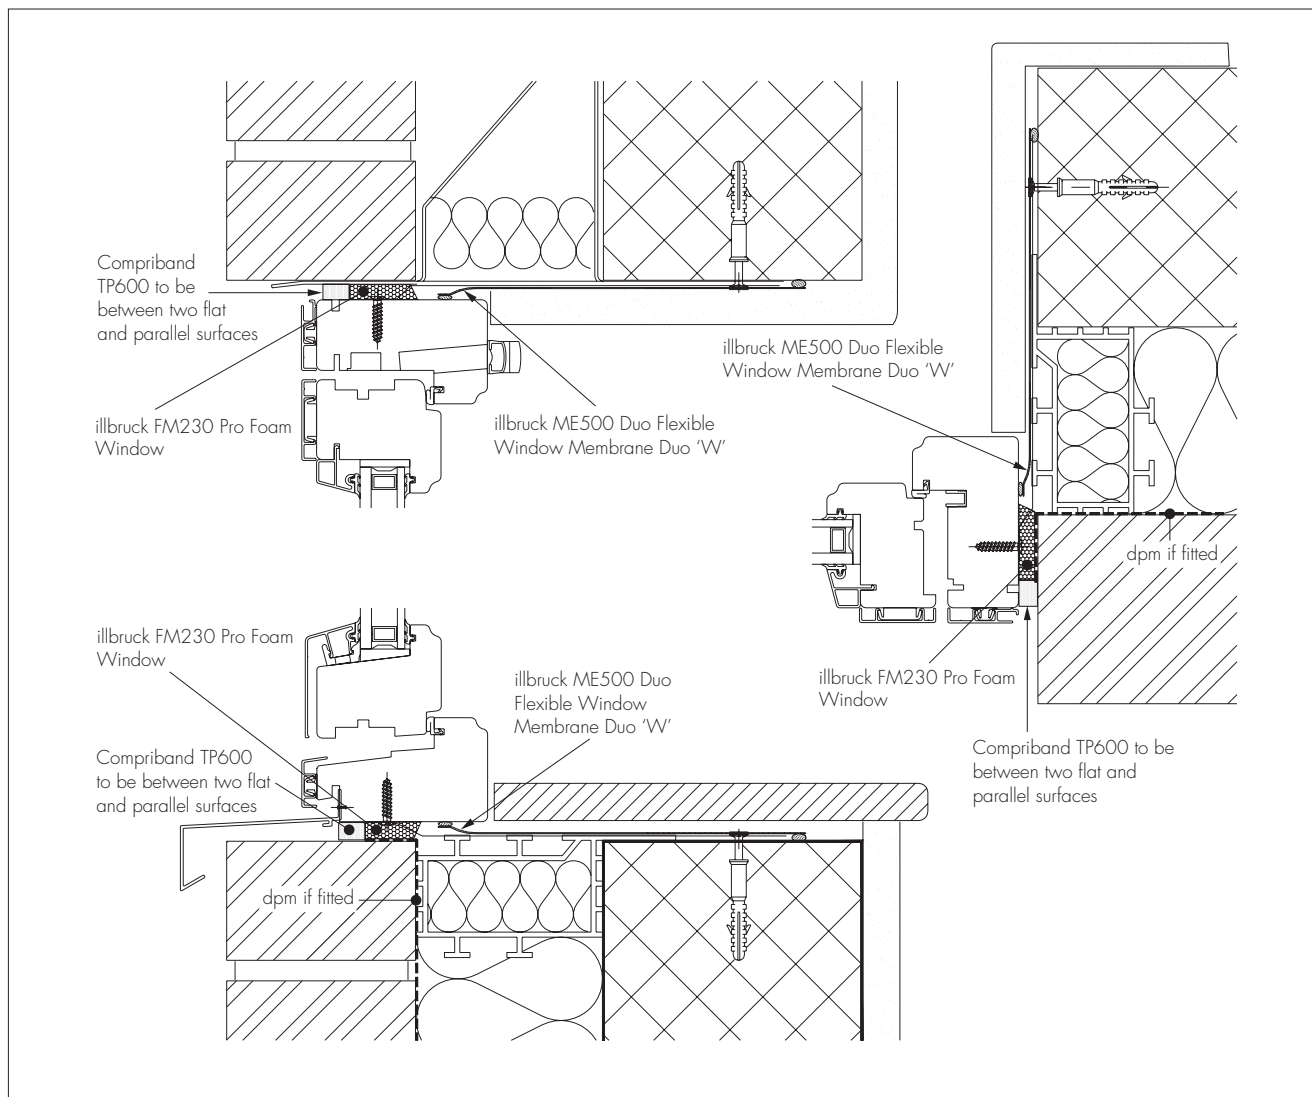 Compriband
TP600 to be
between two flat
and parallel surfaces
illbruck FM230 Pro Foam
Window
illbruck ME500 Duo Flexible
Window Membrane Duo ‘W’
illbruck ME500 Duo Flexible
Window Membrane Duo ‘W’
dpm if fitted
illbruck FM230 Pro Foam
Window
Compriband TP600 to be
between two flat and
parallel surfaces
illbruck FM230 Pro Foam
Window
illbruck ME500 Duo
Flexible Window
Membrane Duo ‘W’
Compriband TP600
to be between two flat
and parallel surfaces
dpm if fitted